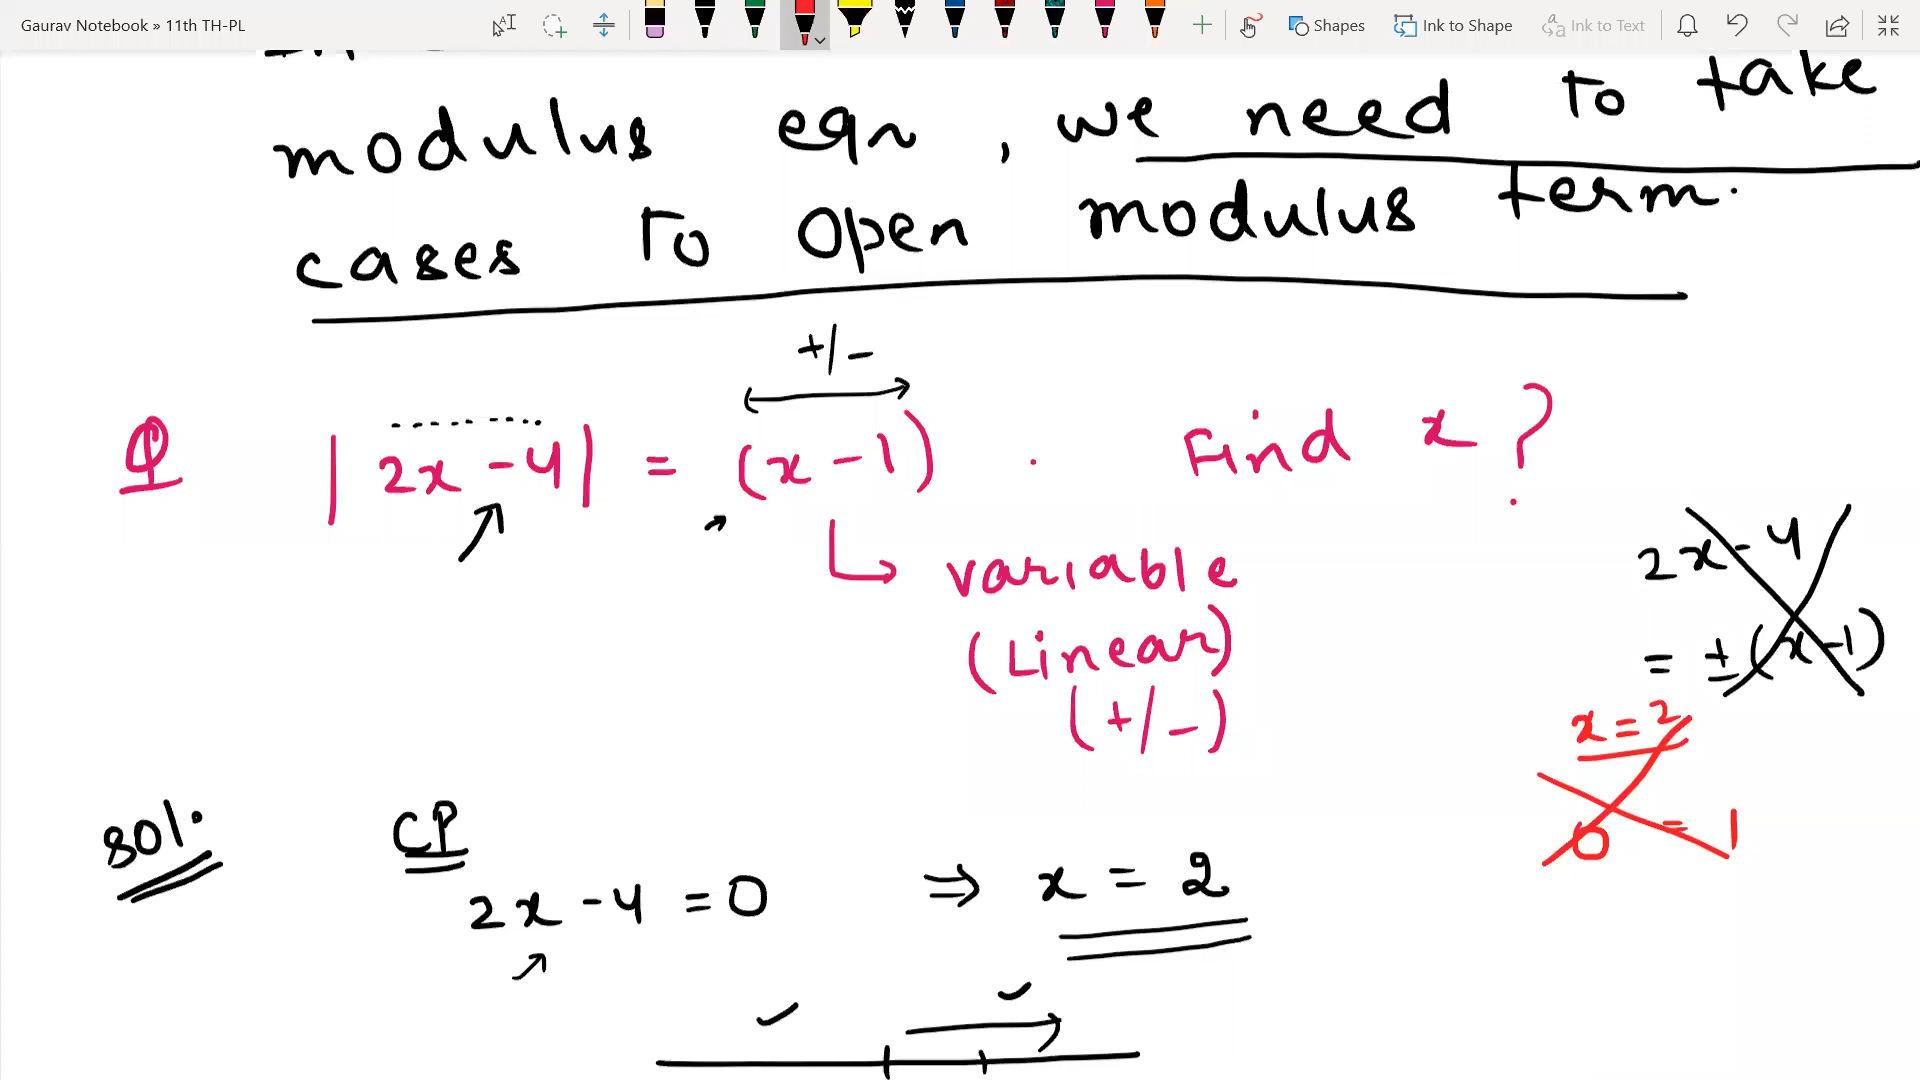 Gaurav Notebook » 11th TH-PL
Shapes
Ink to Shape
Ink to Text
modulus eqn, we need to take
cases to open modulus term.
+/-
Q |2x-4| = (x-1). Find x?
variable
(Linear)
(+/-)
2x-4
= ±(x-1)
x=2
0 = 1
Sol.
CP
2x-4 = 0 ⇒ x = 2